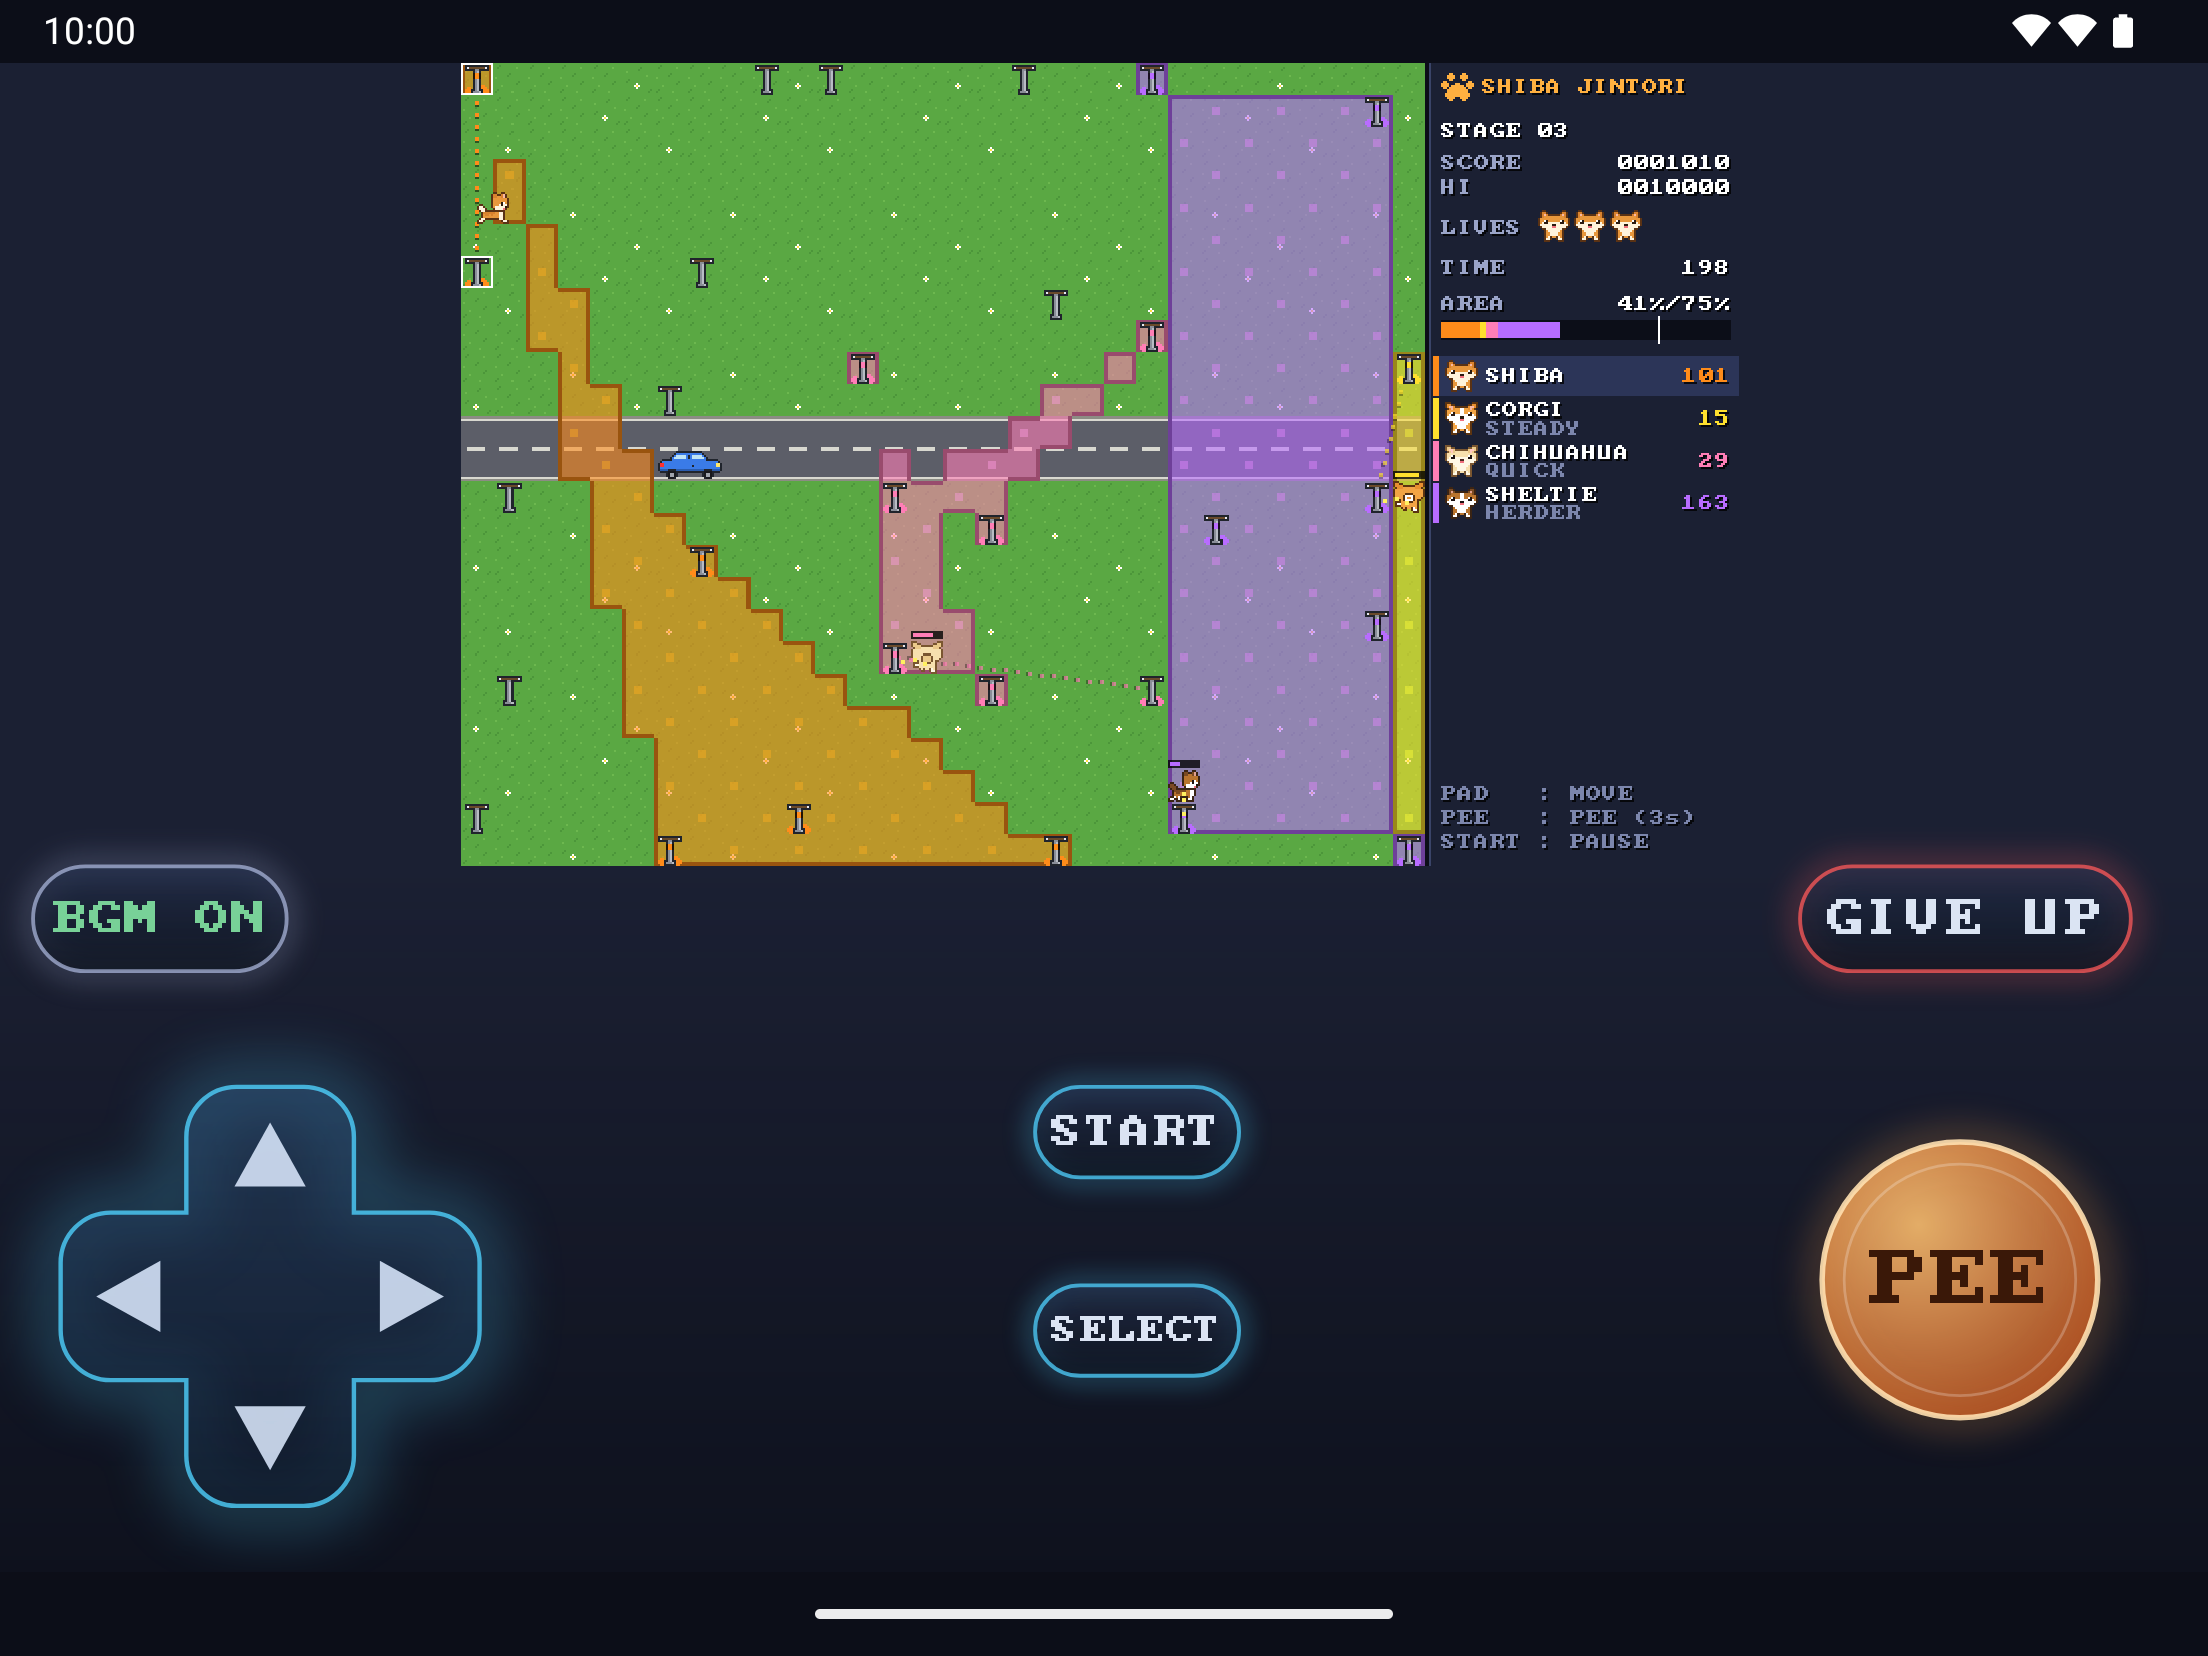 10:00
SHIBA JINTORI
STAGE 03
SCORE 0001010
HI 0010000
LIVES
TIME 198
AREA 41%/75%
SHIBA 101
CORGI 15
STEADY
CHIHUAHUA 29
QUICK
SHELTIE 163
HERDER
PAD : MOVE
PEE : PEE (3s)
START : PAUSE
BGM ON
GIVE UP
START
SELECT
PEE